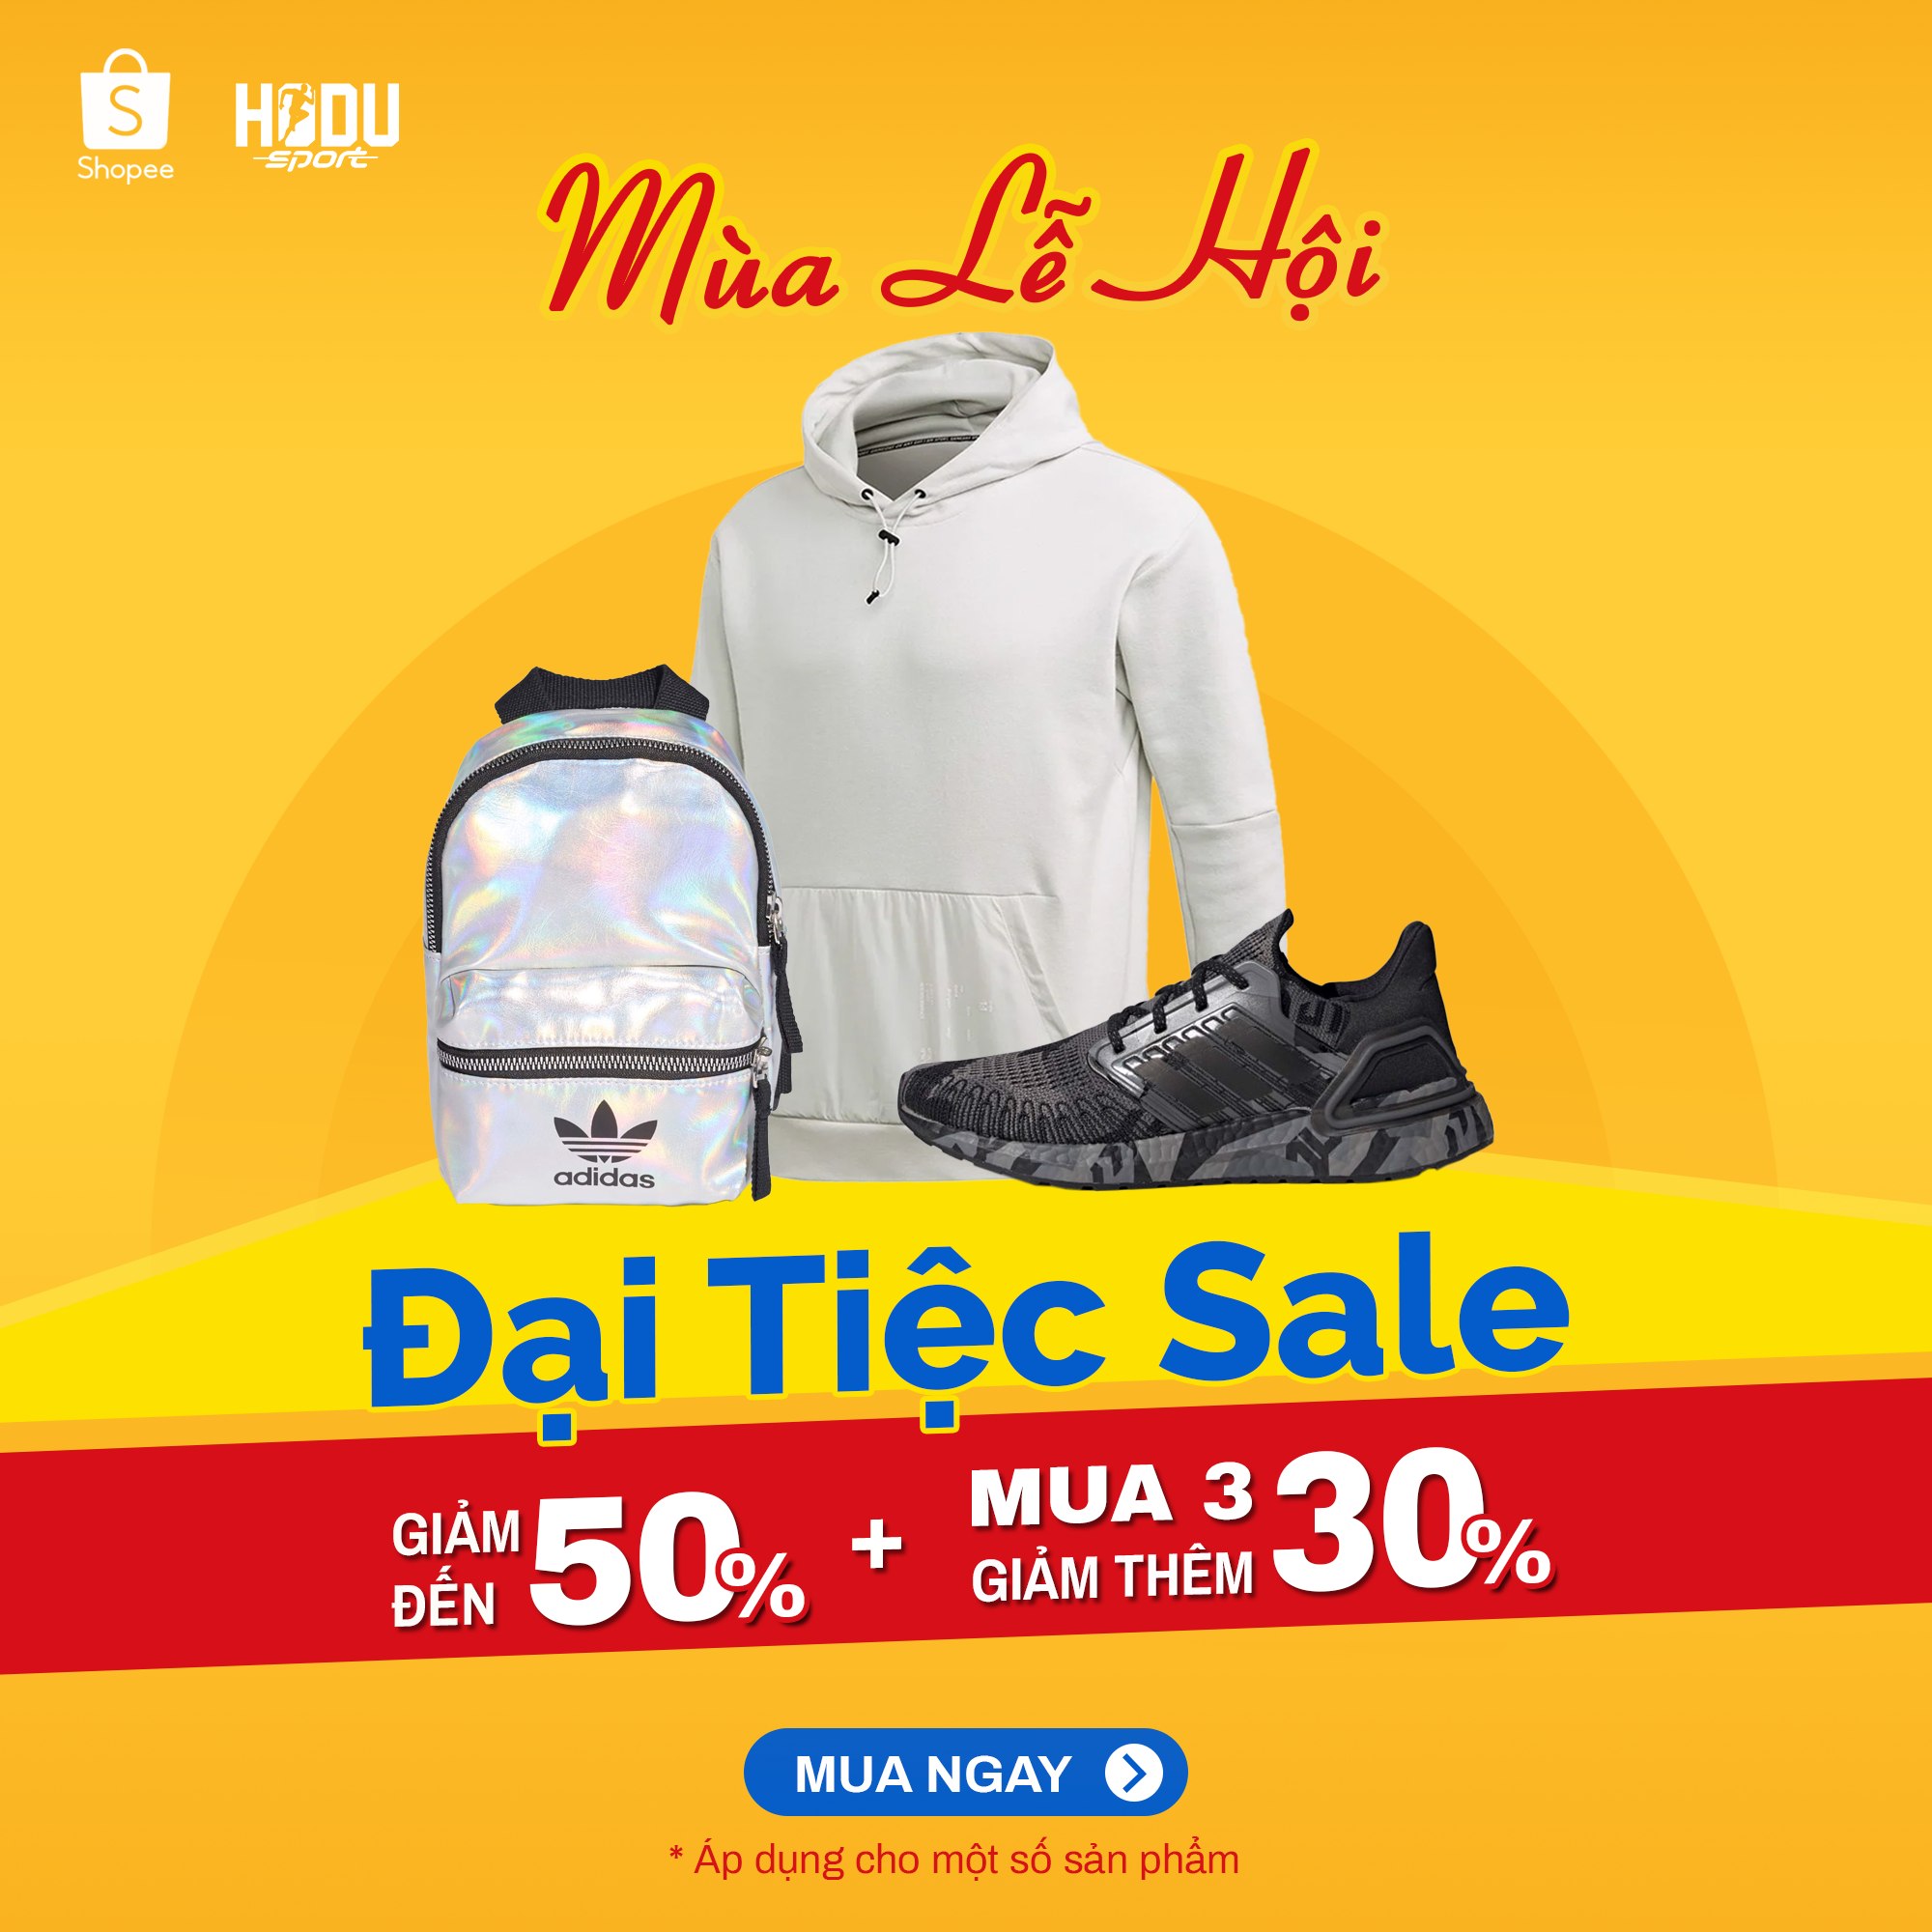 S
Shopee
HODU
sport
Mùa Lễ Hội
adidas
Đại Tiệc Sale
GIẢM ĐẾN 50%
+
MUA 3
GIẢM THÊM 30%
MUA NGAY
* Áp dụng cho một số sản phẩm